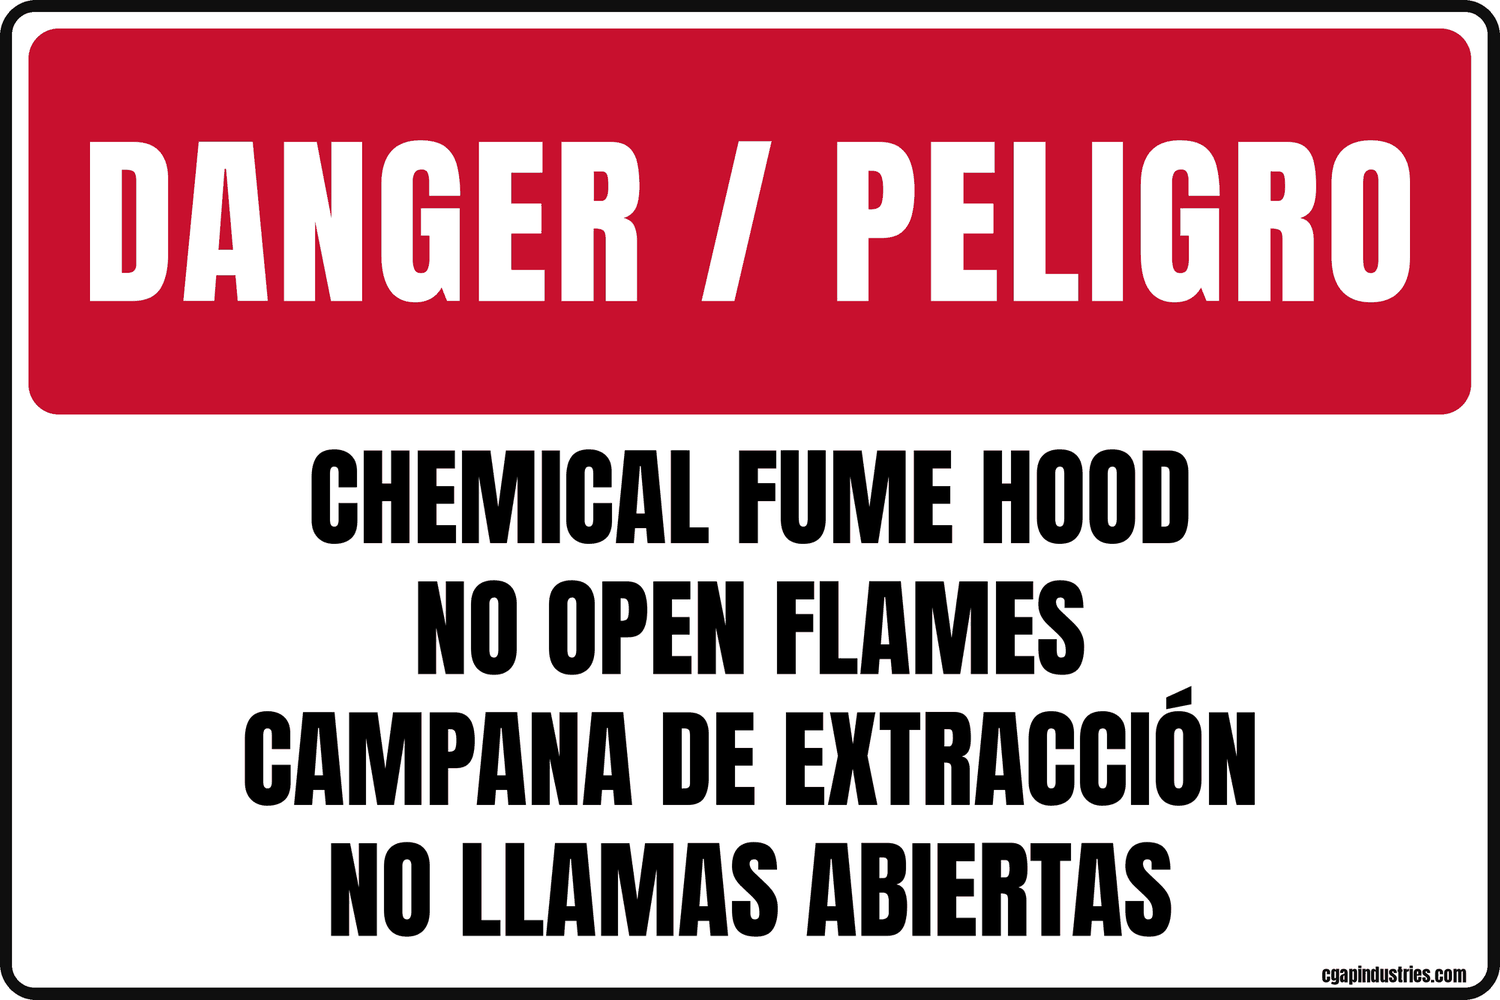 DANGER / PELIGRO
CHEMICAL FUME HOOD
NO OPEN FLAMES
CAMPANA DE EXTRACCIÓN
NO LLAMAS ABIERTAS
cgapindustries.com